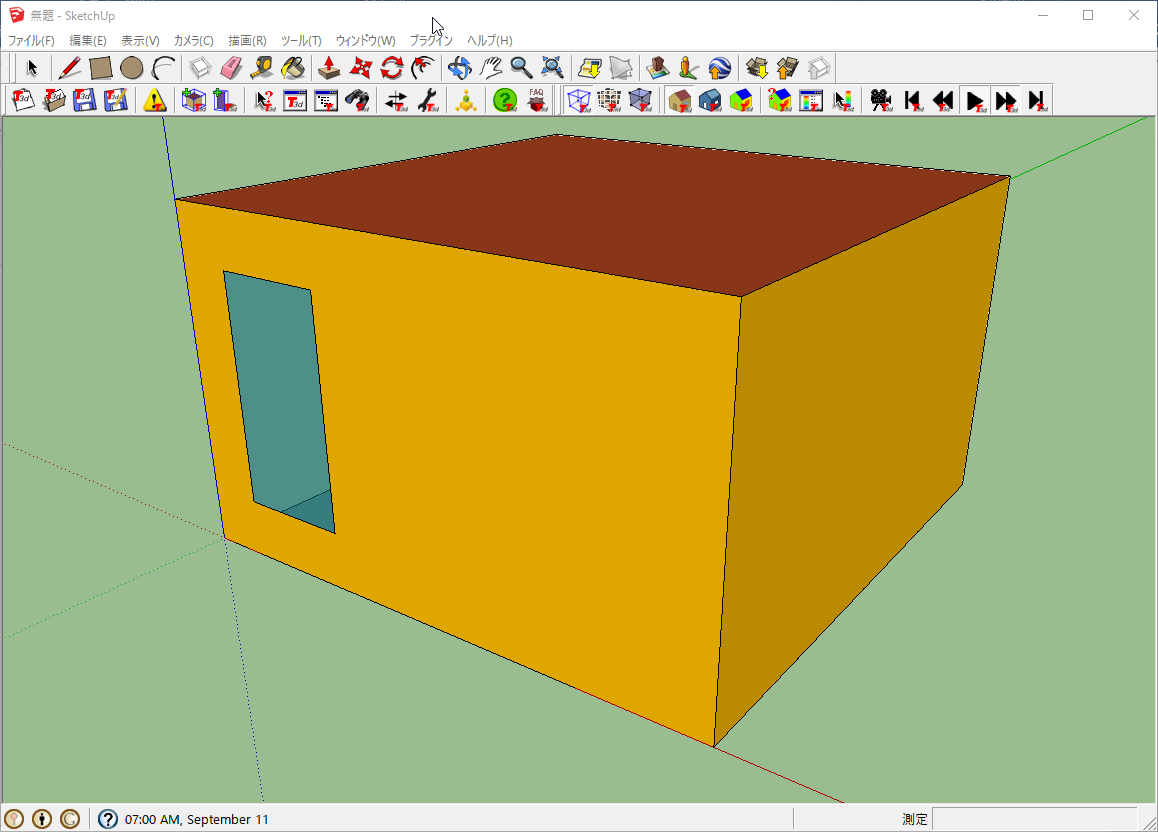 無題 - SketchUp
ファイル(F) 編集(E) 表示(V) カメラ(C) 描画(R) ツール(T) ウィンドウ(W) プラグイン ヘルプ(H)
FAQ
07:00 AM, September 11
測定